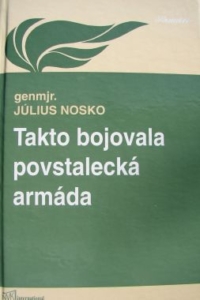 genmjr.
JÚLIUS NOSKO
Takto bojovala
povstalecká
armáda